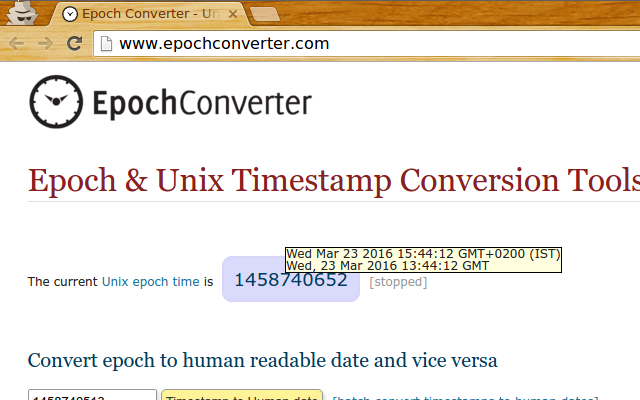 Epoch Converter - Un
www.epochconverter.com
EpochConverter
Epoch & Unix Timestamp Conversion Tools
Wed Mar 23 2016 15:44:12 GMT+0200 (IST)
Wed, 23 Mar 2016 13:44:12 GMT
The current Unix epoch time is 1458740652 [stopped]
Convert epoch to human readable date and vice versa
1458740512 Timestamp to Human date [batch convert timestamps to human dates]